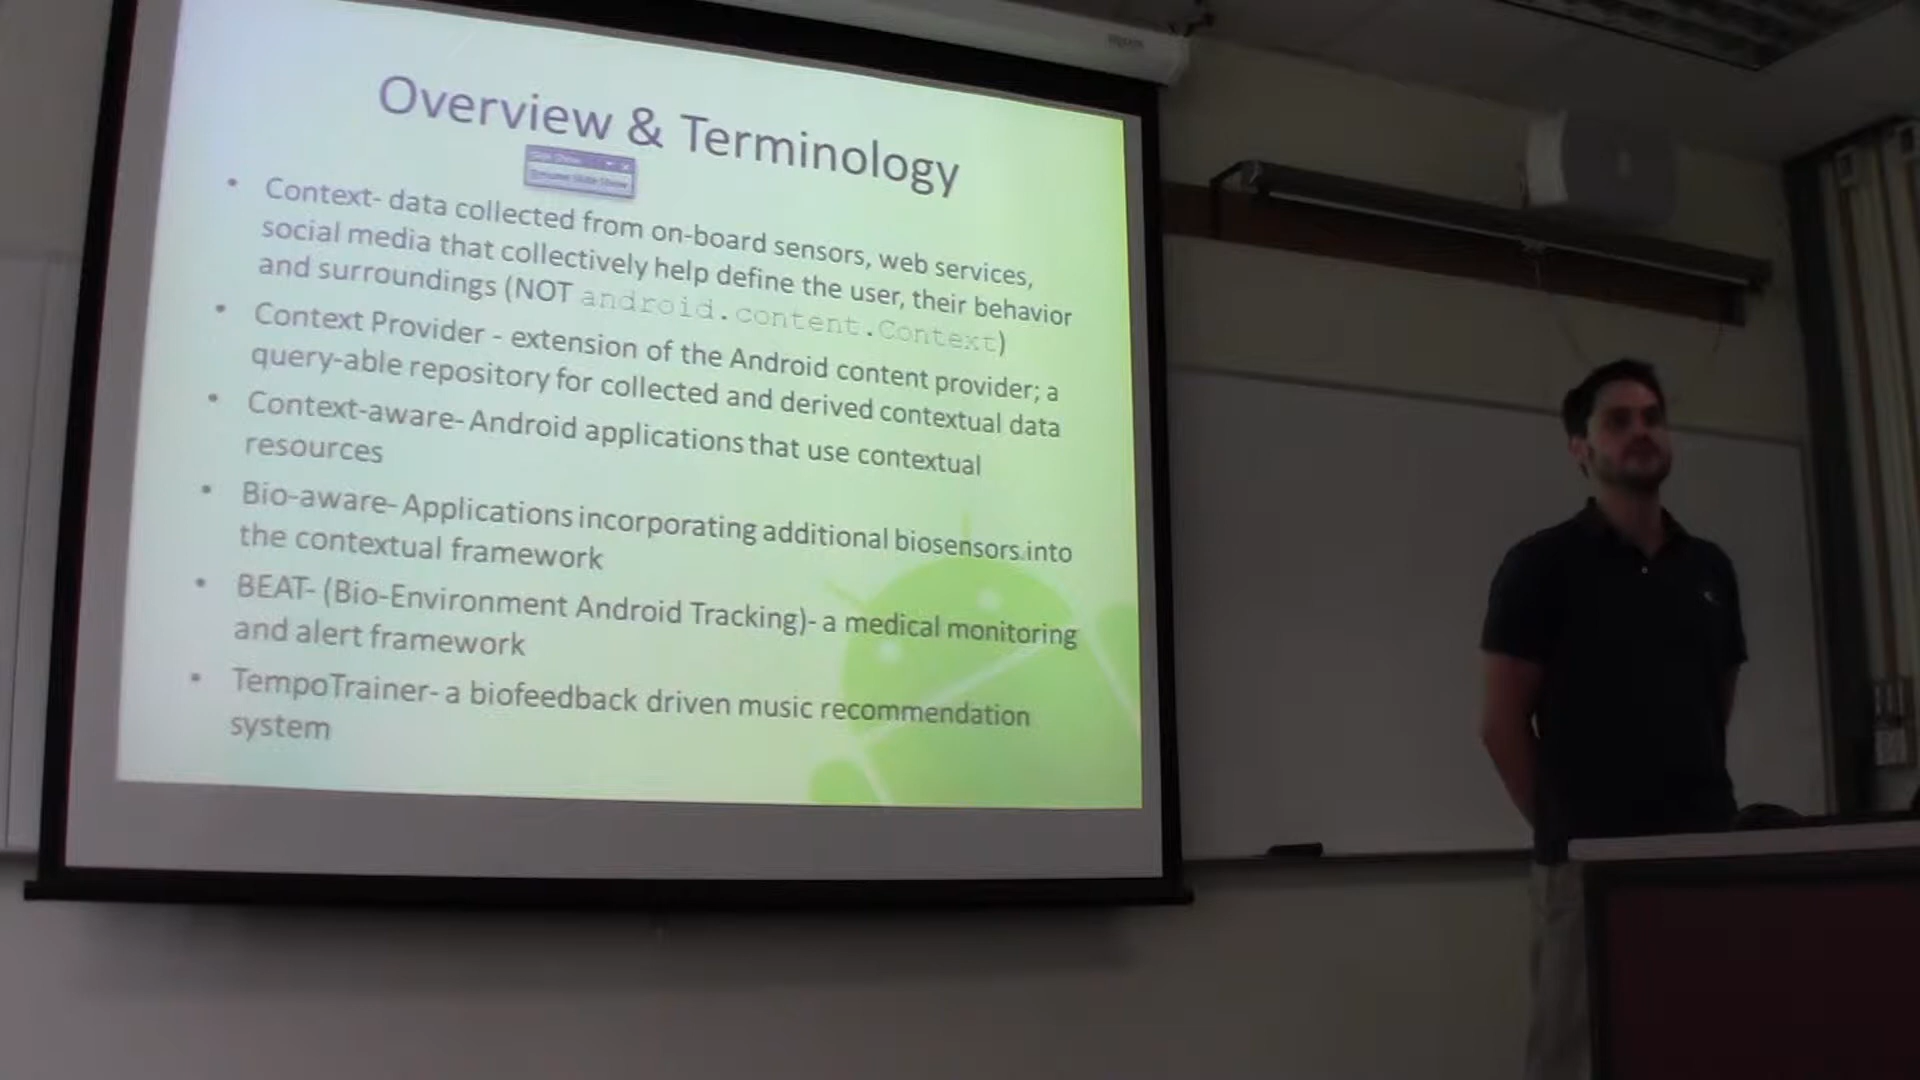 Overview & Terminology
• Context- data collected from on-board sensors, web services,
social media that collectively help define the user, their behavior
and surroundings (NOT android.content.Context)
• Context Provider - extension of the Android content provider; a
query-able repository for collected and derived contextual data
• Context-aware- Android applications that use contextual
resources
• Bio-aware- Applications incorporating additional biosensors into
the contextual framework
• BEAT- (Bio-Environment Android Tracking)- a medical monitoring
and alert framework
• TempoTrainer- a biofeedback driven music recommendation
system